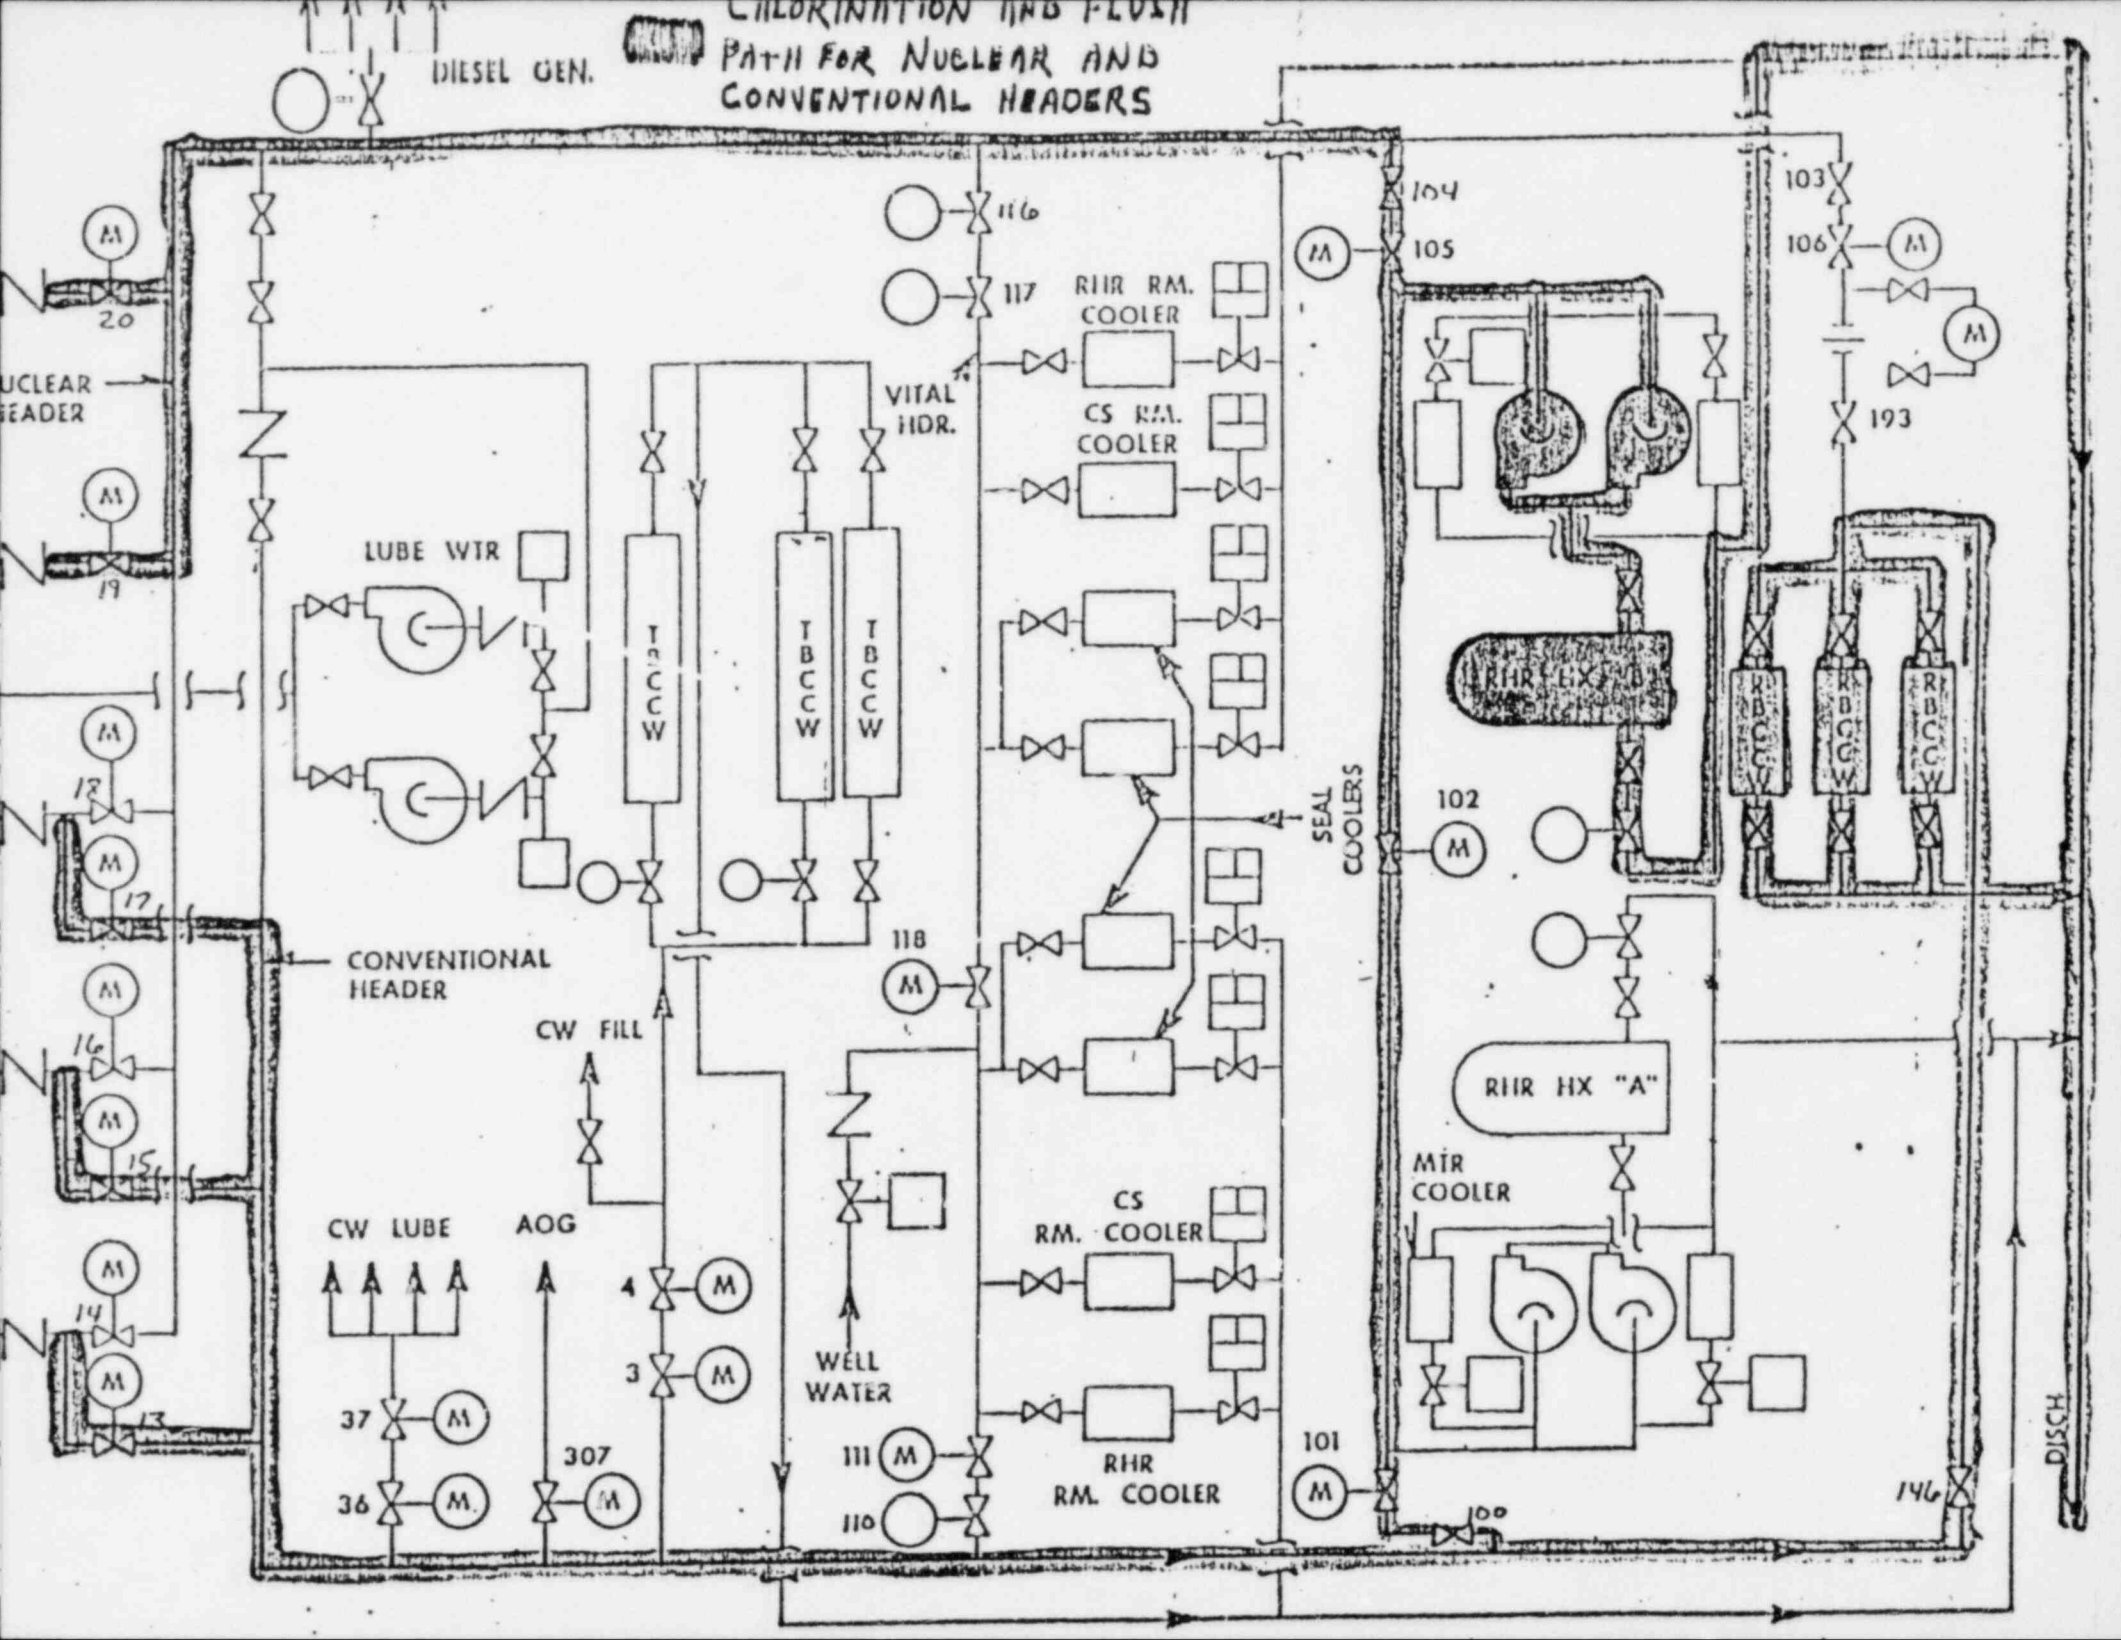 CHLORINATION AND FLUSH
PATH FOR NUCLEAR AND
CONVENTIONAL HEADERS
DIESEL GEN.
104
105
M
103
106
M
M
193
116
117
M
20
UCLEAR
HEADER
M
19
RHR RM.
COOLER
VITAL
HDR.
CS RM.
COOLER
LUBE WTR
TBCCW
TBCCW
TBCCW
RHR HX "B"
RBCCW
RBCCW
RBCCW
M
18
M
17
SEAL
COOLERS
102
M
118
M
CONVENTIONAL
HEADER
M
16
M
15
CW FILL
RHR HX "A"
MTR
COOLER
CW LUBE
AOG
M
14
M
13
4
M
3
M
37
M
36
M
307
M
WELL
WATER
CS
RM. COOLER
111
M
110
RHR
RM. COOLER
101
M
100
146
DISCH